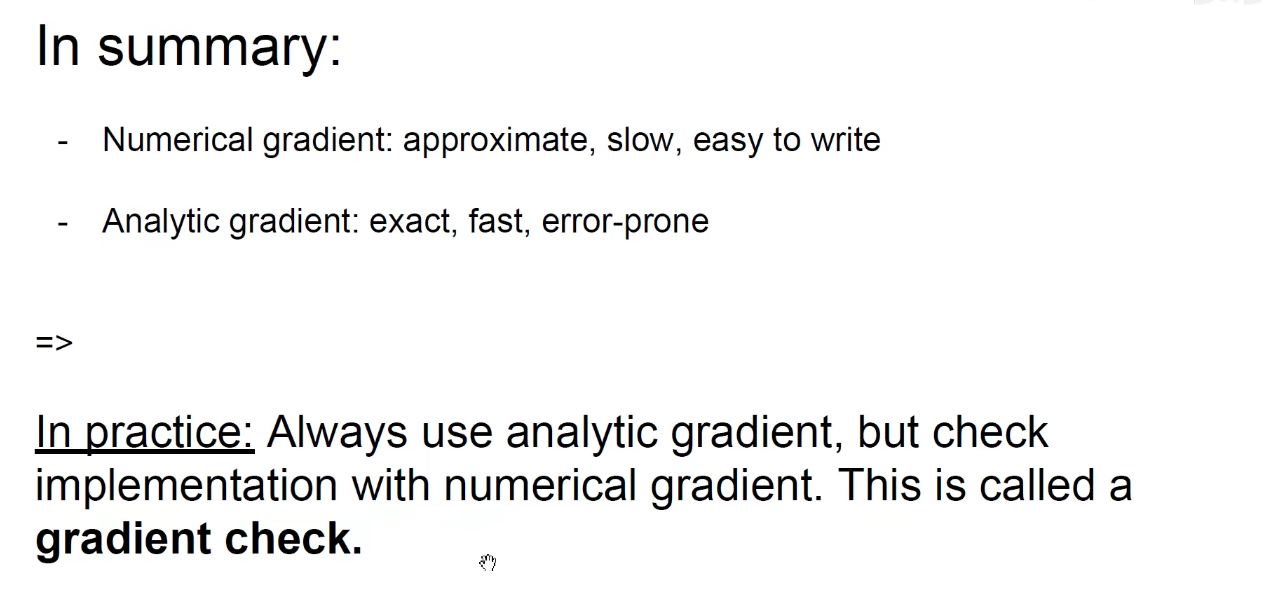 In summary:
- Numerical gradient: approximate, slow, easy to write
- Analytic gradient: exact, fast, error-prone
=>
In practice: Always use analytic gradient, but check
implementation with numerical gradient. This is called a
gradient check.